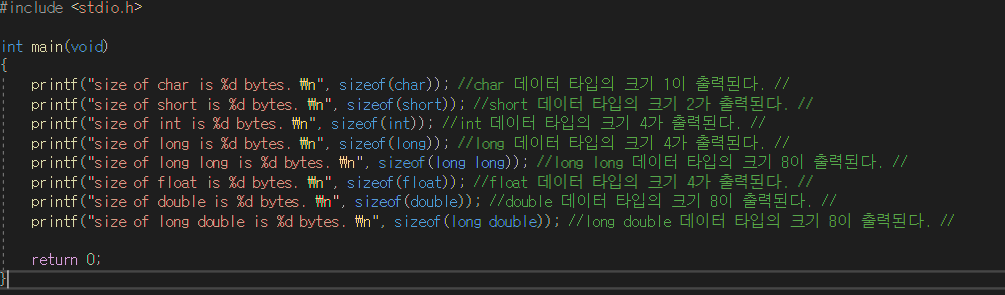 #include <stdio.h>
int main(void)
{
printf("size of char is %d bytes. ₩n", sizeof(char)); //char 데이터 타입의 크기 1이 출력된다. //
printf("size of short is %d bytes. ₩n", sizeof(short)); //short 데이터 타입의 크기 2가 출력된다. //
printf("size of int is %d bytes. ₩n", sizeof(int)); //int 데이터 타입의 크기 4가 출력된다. //
printf("size of long is %d bytes. ₩n", sizeof(long)); //long 데이터 타입의 크기 4가 출력된다. //
printf("size of long long is %d bytes. ₩n", sizeof(long long)); //long long 데이터 타입의 크기 8이 출력된다. //
printf("size of float is %d bytes. ₩n", sizeof(float)); //float 데이터 타입의 크기 4가 출력된다. //
printf("size of double is %d bytes. ₩n", sizeof(double)); //double 데이터 타입의 크기 8이 출력된다. //
printf("size of long double is %d bytes. ₩n", sizeof(long double)); //long double 데이터 타입의 크기 8이 출력된다. //
return 0;
}